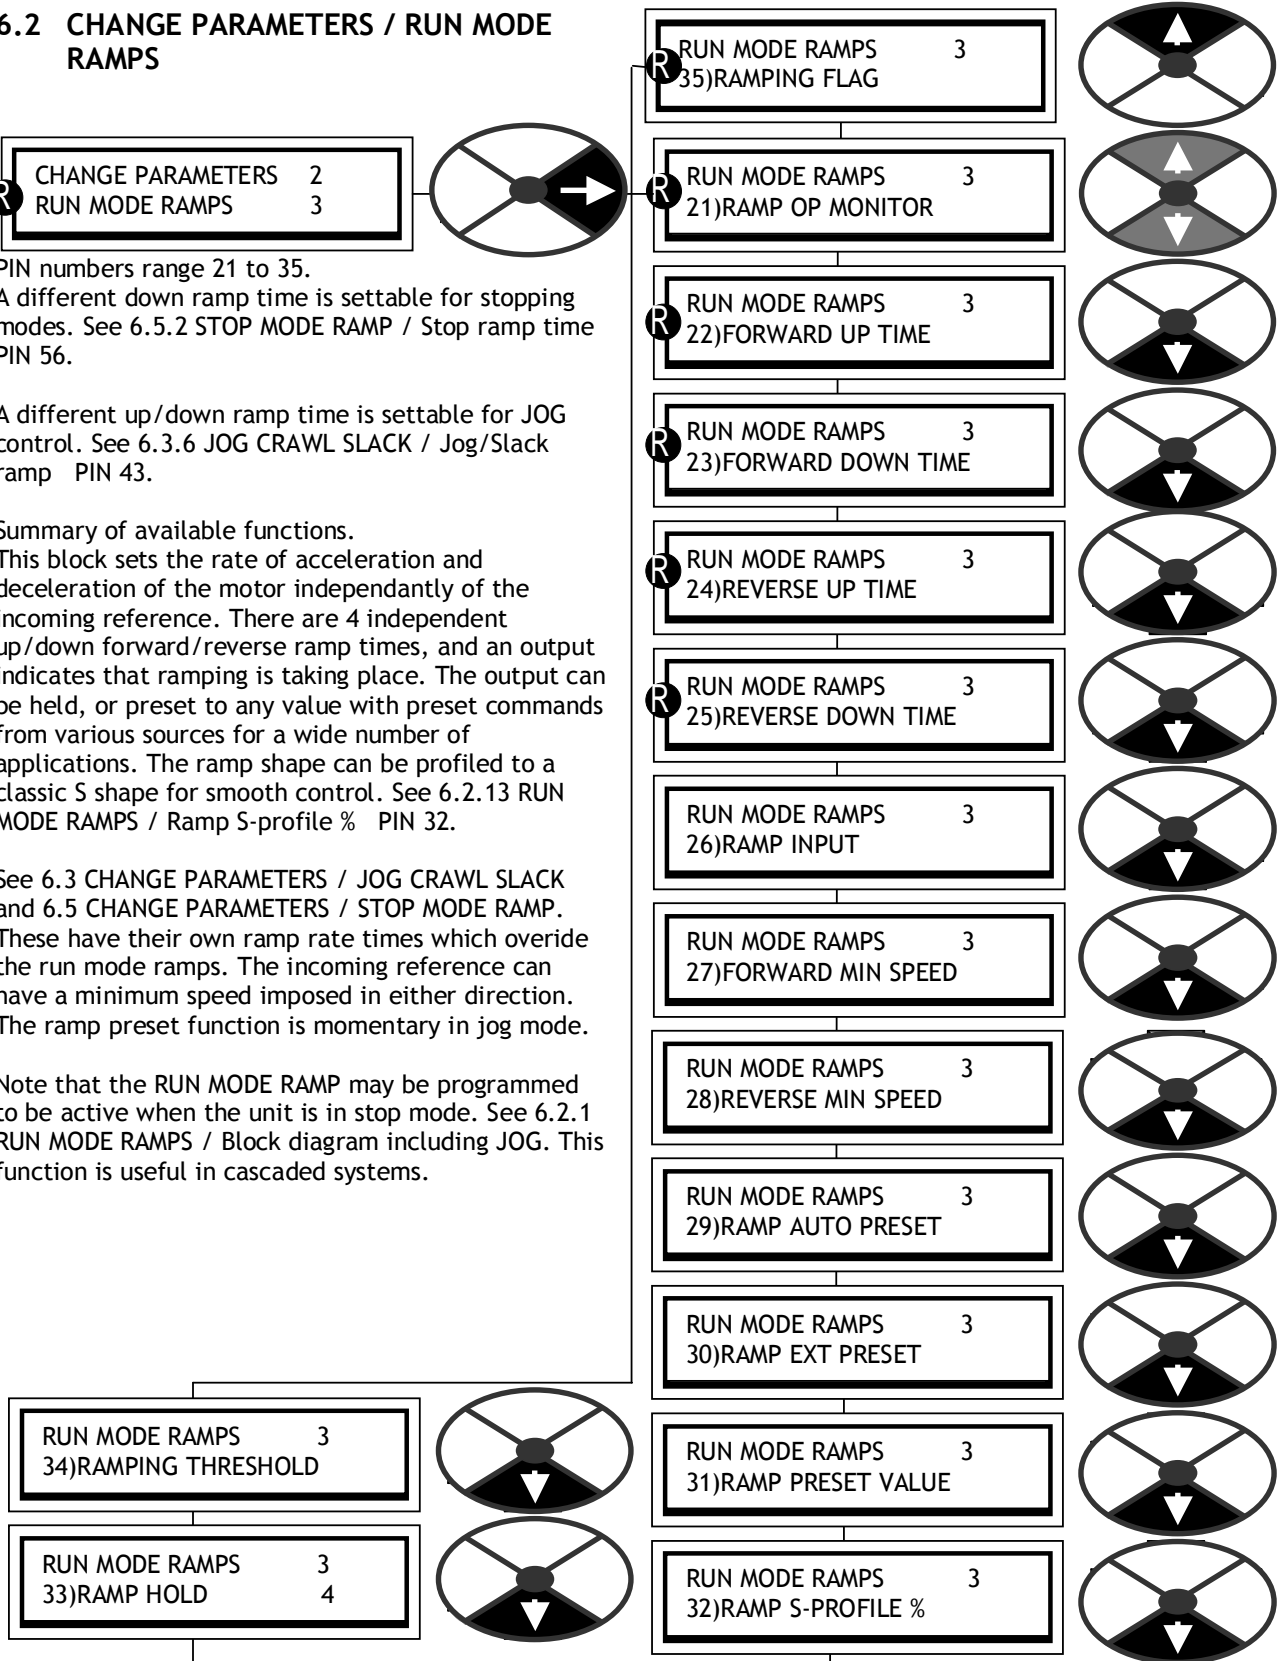 6.2 CHANGE PARAMETERS / RUN MODE
RAMPS
R
CHANGE PARAMETERS 2
RUN MODE RAMPS 3
PIN numbers range 21 to 35.
A different down ramp time is settable for stopping
modes. See 6.5.2 STOP MODE RAMP / Stop ramp time
PIN 56.
A different up/down ramp time is settable for JOG
control. See 6.3.6 JOG CRAWL SLACK / Jog/Slack
ramp PIN 43.
Summary of available functions.
This block sets the rate of acceleration and
deceleration of the motor independantly of the
incoming reference. There are 4 independent
up/down forward/reverse ramp times, and an output
indicates that ramping is taking place. The output can
be held, or preset to any value with preset commands
from various sources for a wide number of
applications. The ramp shape can be profiled to a
classic S shape for smooth control. See 6.2.13 RUN
MODE RAMPS / Ramp S-profile % PIN 32.
See 6.3 CHANGE PARAMETERS / JOG CRAWL SLACK
and 6.5 CHANGE PARAMETERS / STOP MODE RAMP.
These have their own ramp rate times which overide
the run mode ramps. The incoming reference can
have a minimum speed imposed in either direction.
The ramp preset function is momentary in jog mode.
Note that the RUN MODE RAMP may be programmed
to be active when the unit is in stop mode. See 6.2.1
RUN MODE RAMPS / Block diagram including JOG. This
function is useful in cascaded systems.
RUN MODE RAMPS 3
34)RAMPING THRESHOLD
RUN MODE RAMPS 3
33)RAMP HOLD 4
R
RUN MODE RAMPS 3
35)RAMPING FLAG
R
RUN MODE RAMPS 3
21)RAMP OP MONITOR
R
RUN MODE RAMPS 3
22)FORWARD UP TIME
R
RUN MODE RAMPS 3
23)FORWARD DOWN TIME
R
RUN MODE RAMPS 3
24)REVERSE UP TIME
R
RUN MODE RAMPS 3
25)REVERSE DOWN TIME
RUN MODE RAMPS 3
26)RAMP INPUT
RUN MODE RAMPS 3
27)FORWARD MIN SPEED
RUN MODE RAMPS 3
28)REVERSE MIN SPEED
RUN MODE RAMPS 3
29)RAMP AUTO PRESET
RUN MODE RAMPS 3
30)RAMP EXT PRESET
RUN MODE RAMPS 3
31)RAMP PRESET VALUE
RUN MODE RAMPS 3
32)RAMP S-PROFILE %